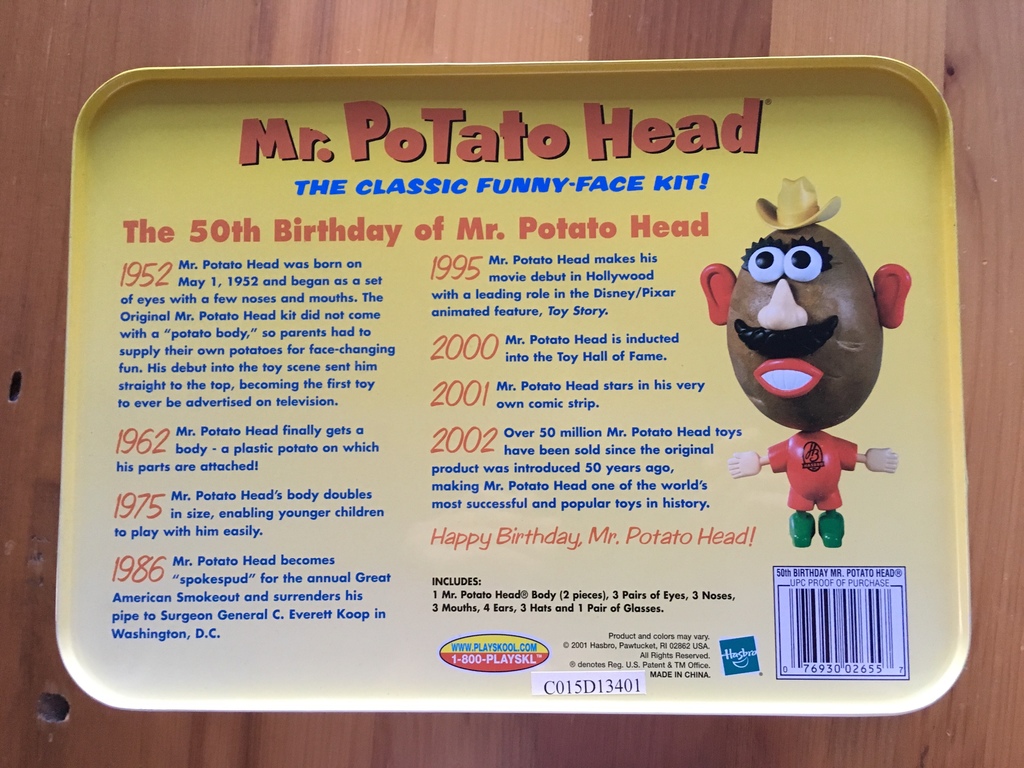 Mr. PoTato Head®
THE CLASSIC FUNNY-FACE KIT!
The 50th Birthday of Mr. Potato Head
1952 Mr. Potato Head was born on
May 1, 1952 and began as a set
of eyes with a few noses and mouths. The
Original Mr. Potato Head kit did not come
with a "potato body," so parents had to
supply their own potatoes for face-changing
fun. His debut into the toy scene sent him
straight to the top, becoming the first toy
to ever be advertised on television.
1962 Mr. Potato Head finally gets a
body - a plastic potato on which
his parts are attached!
1975 Mr. Potato Head's body doubles
in size, enabling younger children
to play with him easily.
1986 Mr. Potato Head becomes
"spokespud" for the annual Great
American Smokeout and surrenders his
pipe to Surgeon General C. Everett Koop in
Washington, D.C.
1995 Mr. Potato Head makes his
movie debut in Hollywood
with a leading role in the Disney/Pixar
animated feature, Toy Story.
2000 Mr. Potato Head is inducted
into the Toy Hall of Fame.
2001 Mr. Potato Head stars in his very
own comic strip.
2002 Over 50 million Mr. Potato Head toys
have been sold since the original
product was introduced 50 years ago,
making Mr. Potato Head one of the world's
most successful and popular toys in history.
Happy Birthday, Mr. Potato Head!
INCLUDES:
1 Mr. Potato Head® Body (2 pieces), 3 Pairs of Eyes, 3 Noses,
3 Mouths, 4 Ears, 3 Hats and 1 Pair of Glasses.
WWW.PLAYSKOOL.COM
1-800-PLAYSKL™
Product and colors may vary.
© 2001 Hasbro, Pawtucket, RI 02862 USA.
All Rights Reserved.
® denotes Reg. U.S. Patent & TM Office.
MADE IN CHINA.
C015D13401
Hasbro
50th BIRTHDAY MR. POTATO HEAD®
UPC PROOF OF PURCHASE
0 76930 02655 7